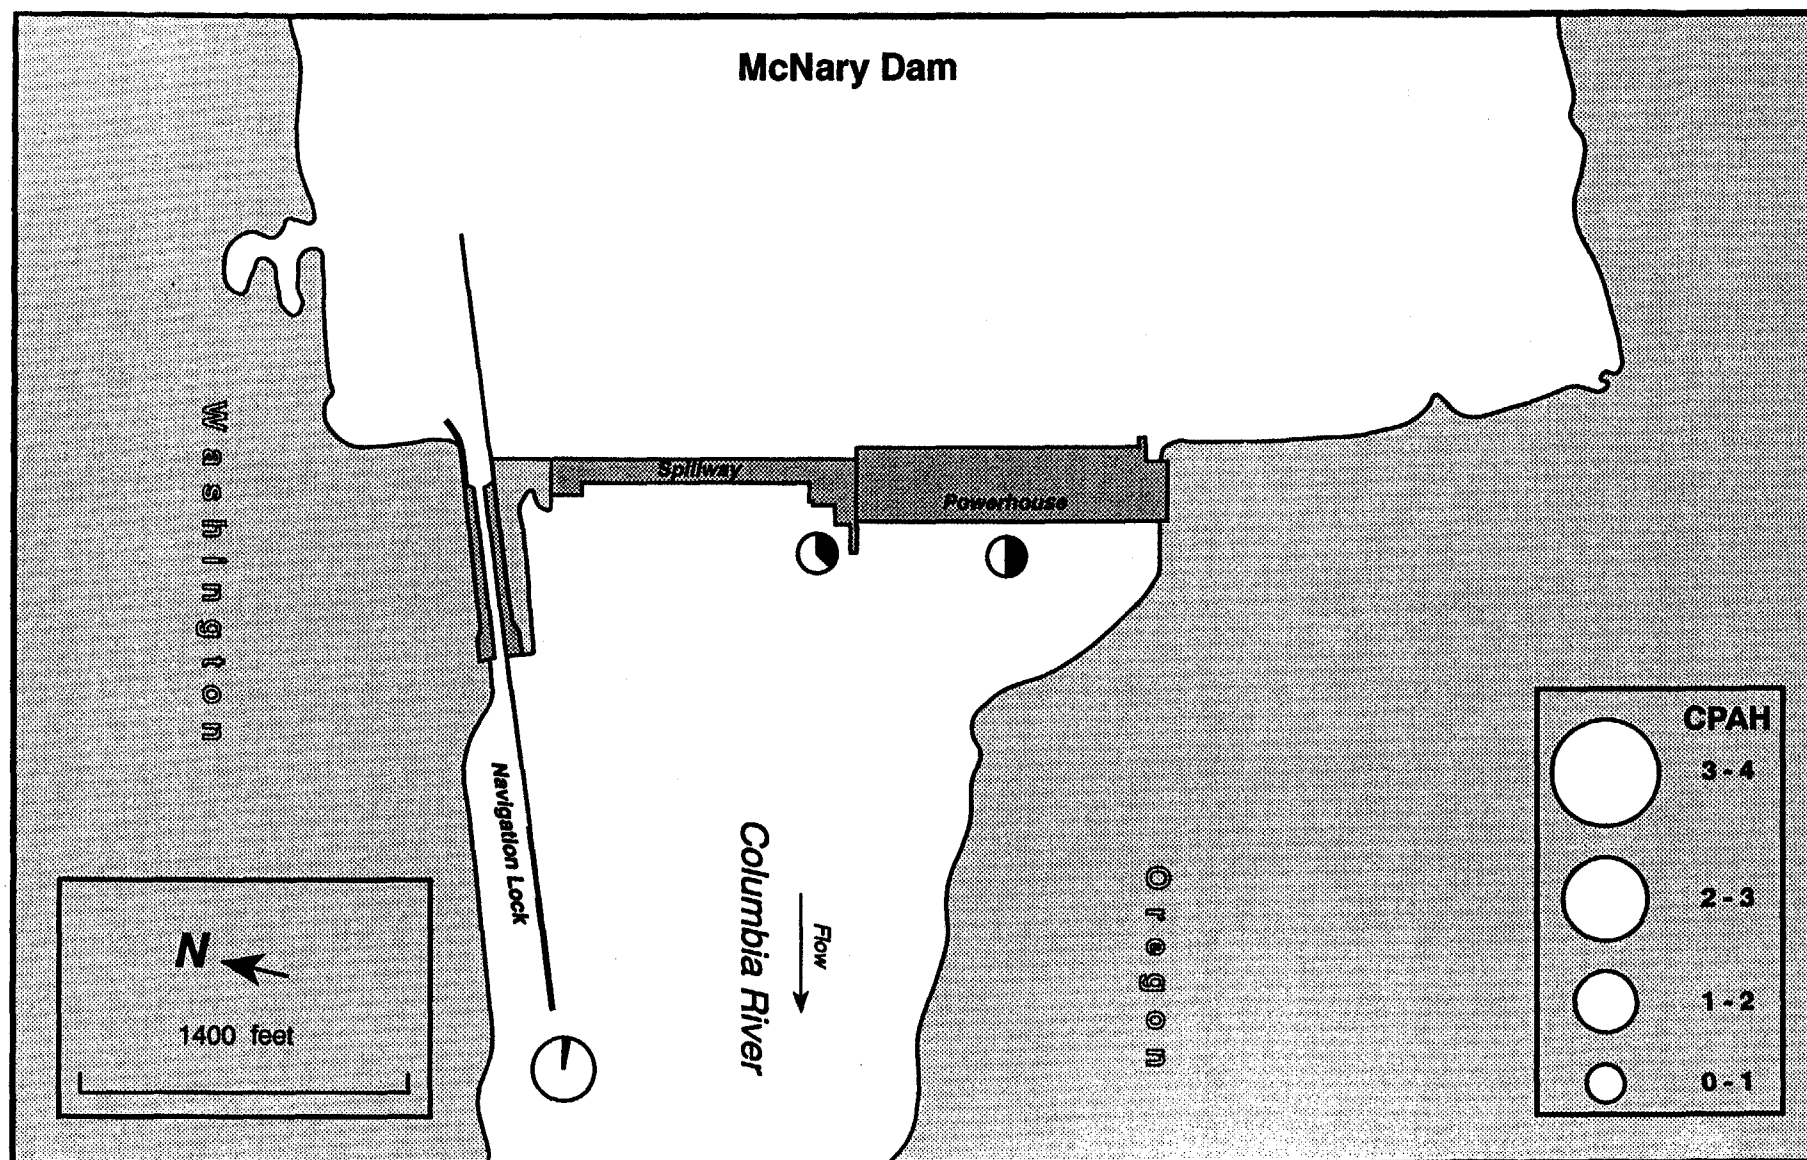 McNary Dam
Spillway
Powerhouse
Washington
Navigation Lock
Columbia River
Flow
Oregon
N
1400 feet
CPAH
3 - 4
2 - 3
1 - 2
0 - 1